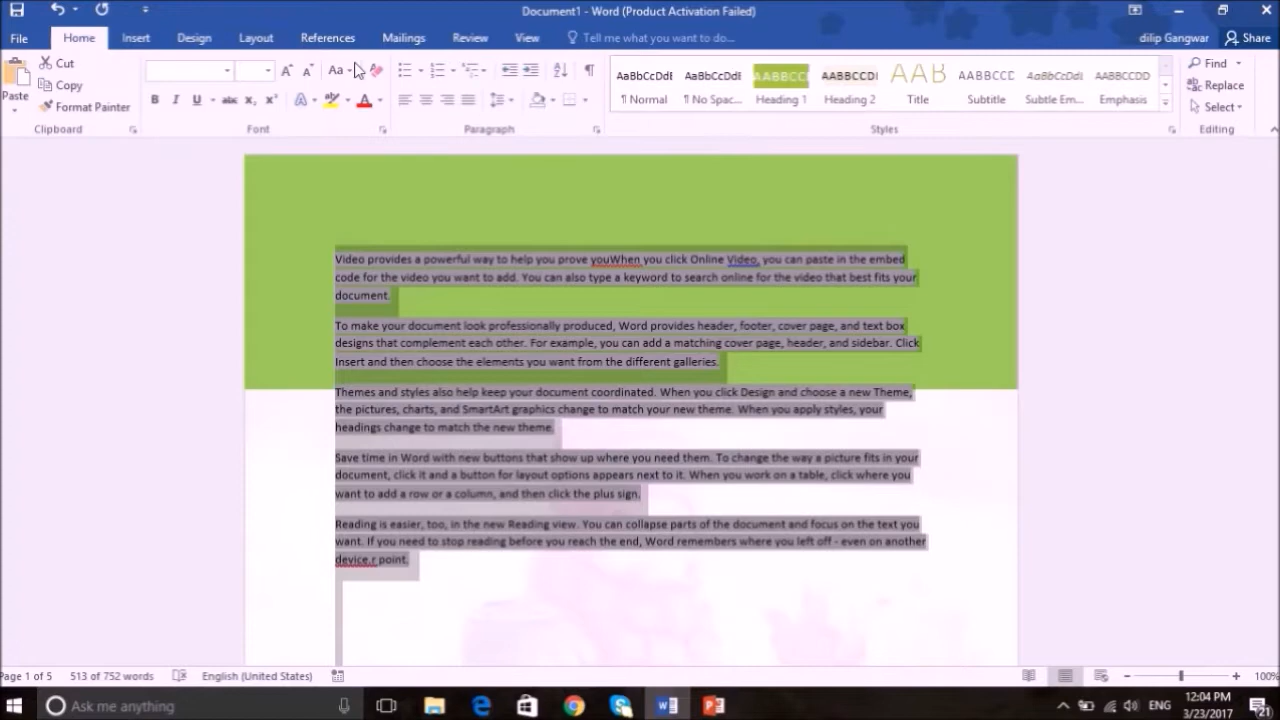 Document1 - Word (Product Activation Failed)
File Home Insert Design Layout References Mailings Review View Tell me what you want to do... dilip Gangwar Share
Paste Cut Copy Format Painter
Clipboard
Aa
B I U abc x2 x2 A aby A
Font
Paragraph
AaBbCcDdI AaBbCcDdI AABBCCI AaBbCcDI AAB AABBCCC AaBbCcDdI AABBCCDD
¶ Normal ¶ No Spac... Heading 1 Heading 2 Title Subtitle Subtle Em... Emphasis
Styles
Find
Replace
Select
Editing
Video provides a powerful way to help you prove youWhen you click Online Video, you can paste in the embed
code for the video you want to add. You can also type a keyword to search online for the video that best fits your
document.
To make your document look professionally produced, Word provides header, footer, cover page, and text box
designs that complement each other. For example, you can add a matching cover page, header, and sidebar. Click
Insert and then choose the elements you want from the different galleries.
Themes and styles also help keep your document coordinated. When you click Design and choose a new Theme,
the pictures, charts, and SmartArt graphics change to match your new theme. When you apply styles, your
headings change to match the new theme.
Save time in Word with new buttons that show up where you need them. To change the way a picture fits in your
document, click it and a button for layout options appears next to it. When you work on a table, click where you
want to add a row or a column, and then click the plus sign.
Reading is easier, too, in the new Reading view. You can collapse parts of the document and focus on the text you
want. If you need to stop reading before you reach the end, Word remembers where you left off - even on another
device.r point.
Page 1 of 5 513 of 752 words English (United States) 100%
Ask me anything ENG 12:04 PM
3/23/2017 21